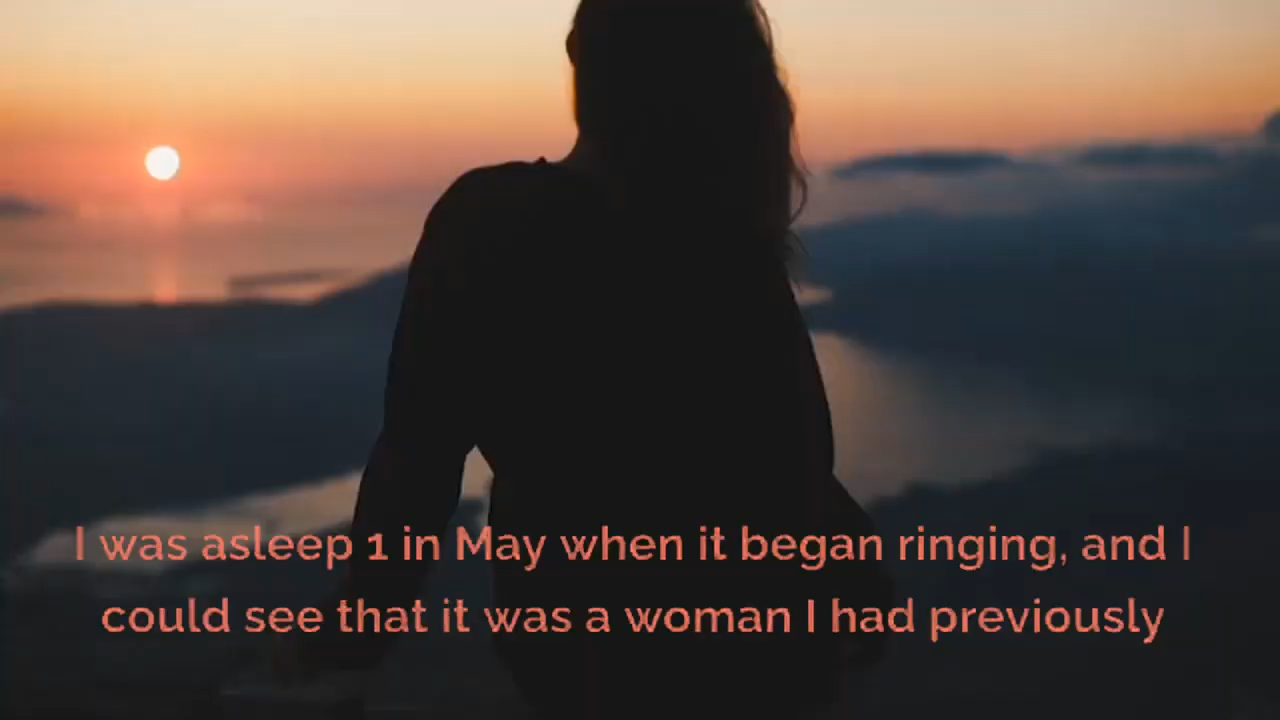 I was asleep 1 in May when it began ringing, and I
could see that it was a woman I had previously